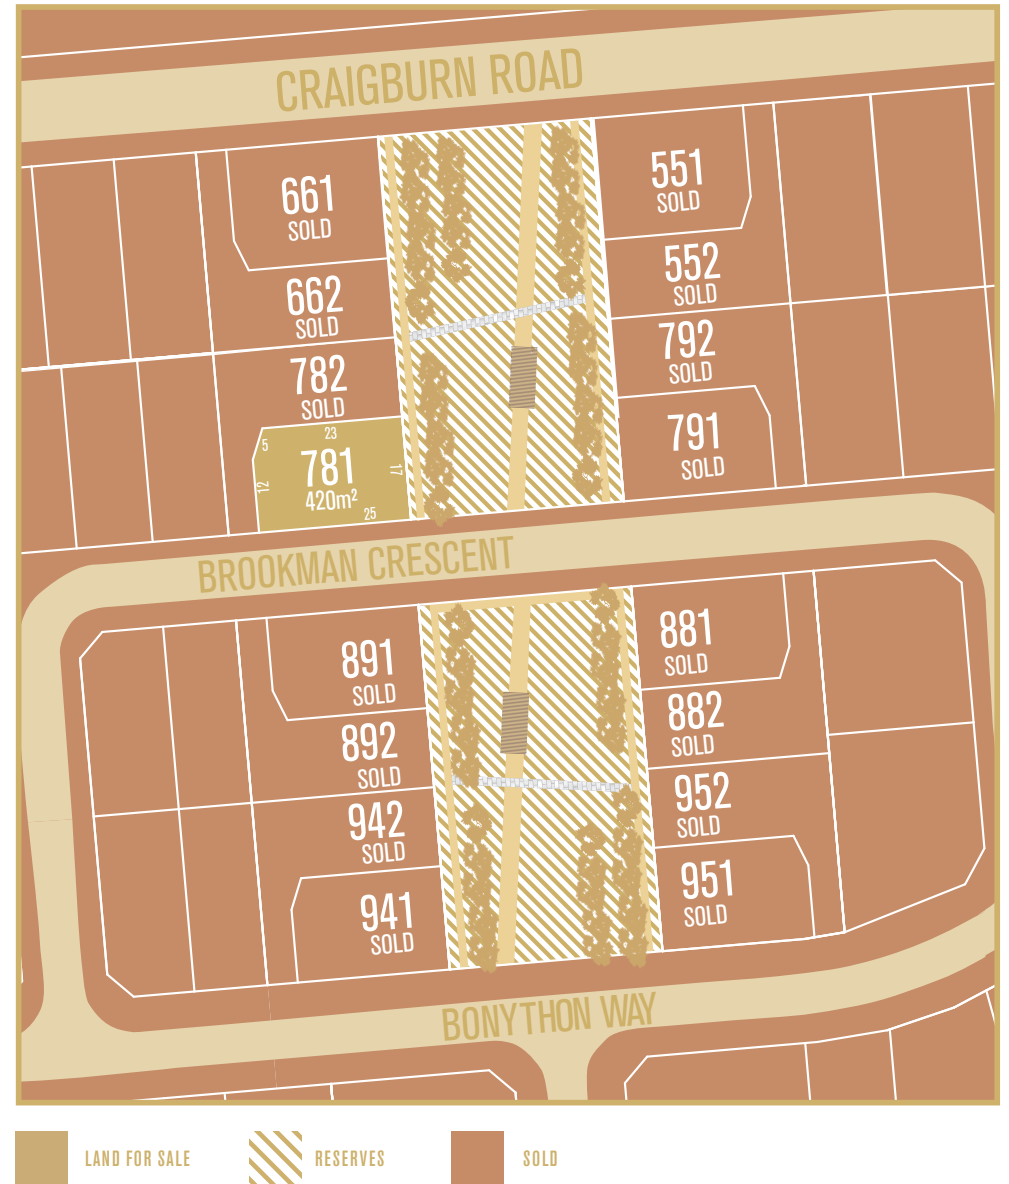 CRAIGBURN ROAD
661
SOLD
551
SOLD
662
SOLD
552
SOLD
782
SOLD
792
SOLD
5
23
781
420m²
12
17
25
791
SOLD
BROOKMAN CRESCENT
891
SOLD
881
SOLD
892
SOLD
882
SOLD
942
SOLD
952
SOLD
941
SOLD
951
SOLD
BONYTHON WAY
LAND FOR SALE
RESERVES
SOLD